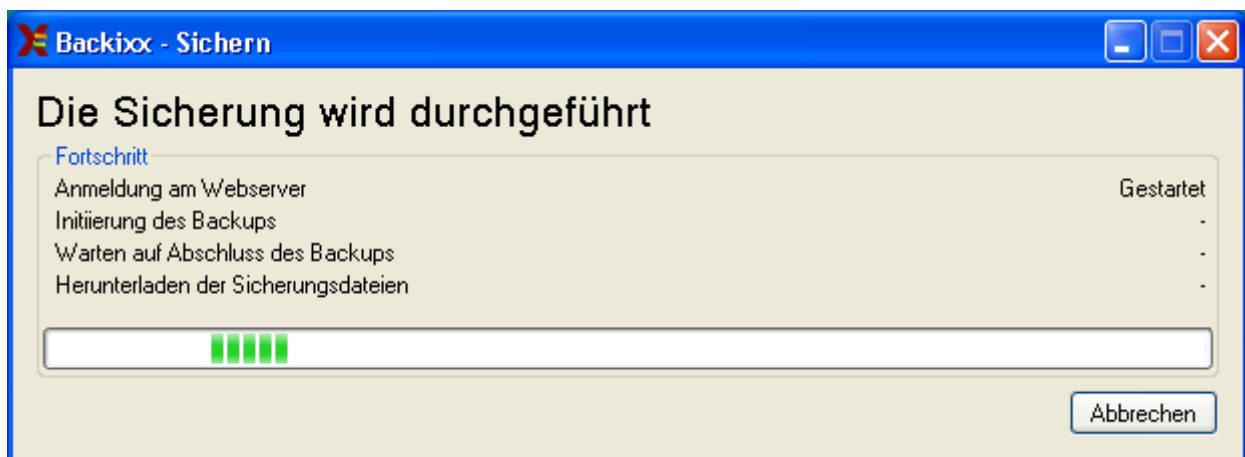 Backixx - Sichern
Die Sicherung wird durchgeführt
Fortschritt
Anmeldung am Webserver Gestartet
Initiierung des Backups -
Warten auf Abschluss des Backups -
Herunterladen der Sicherungsdateien -
Abbrechen